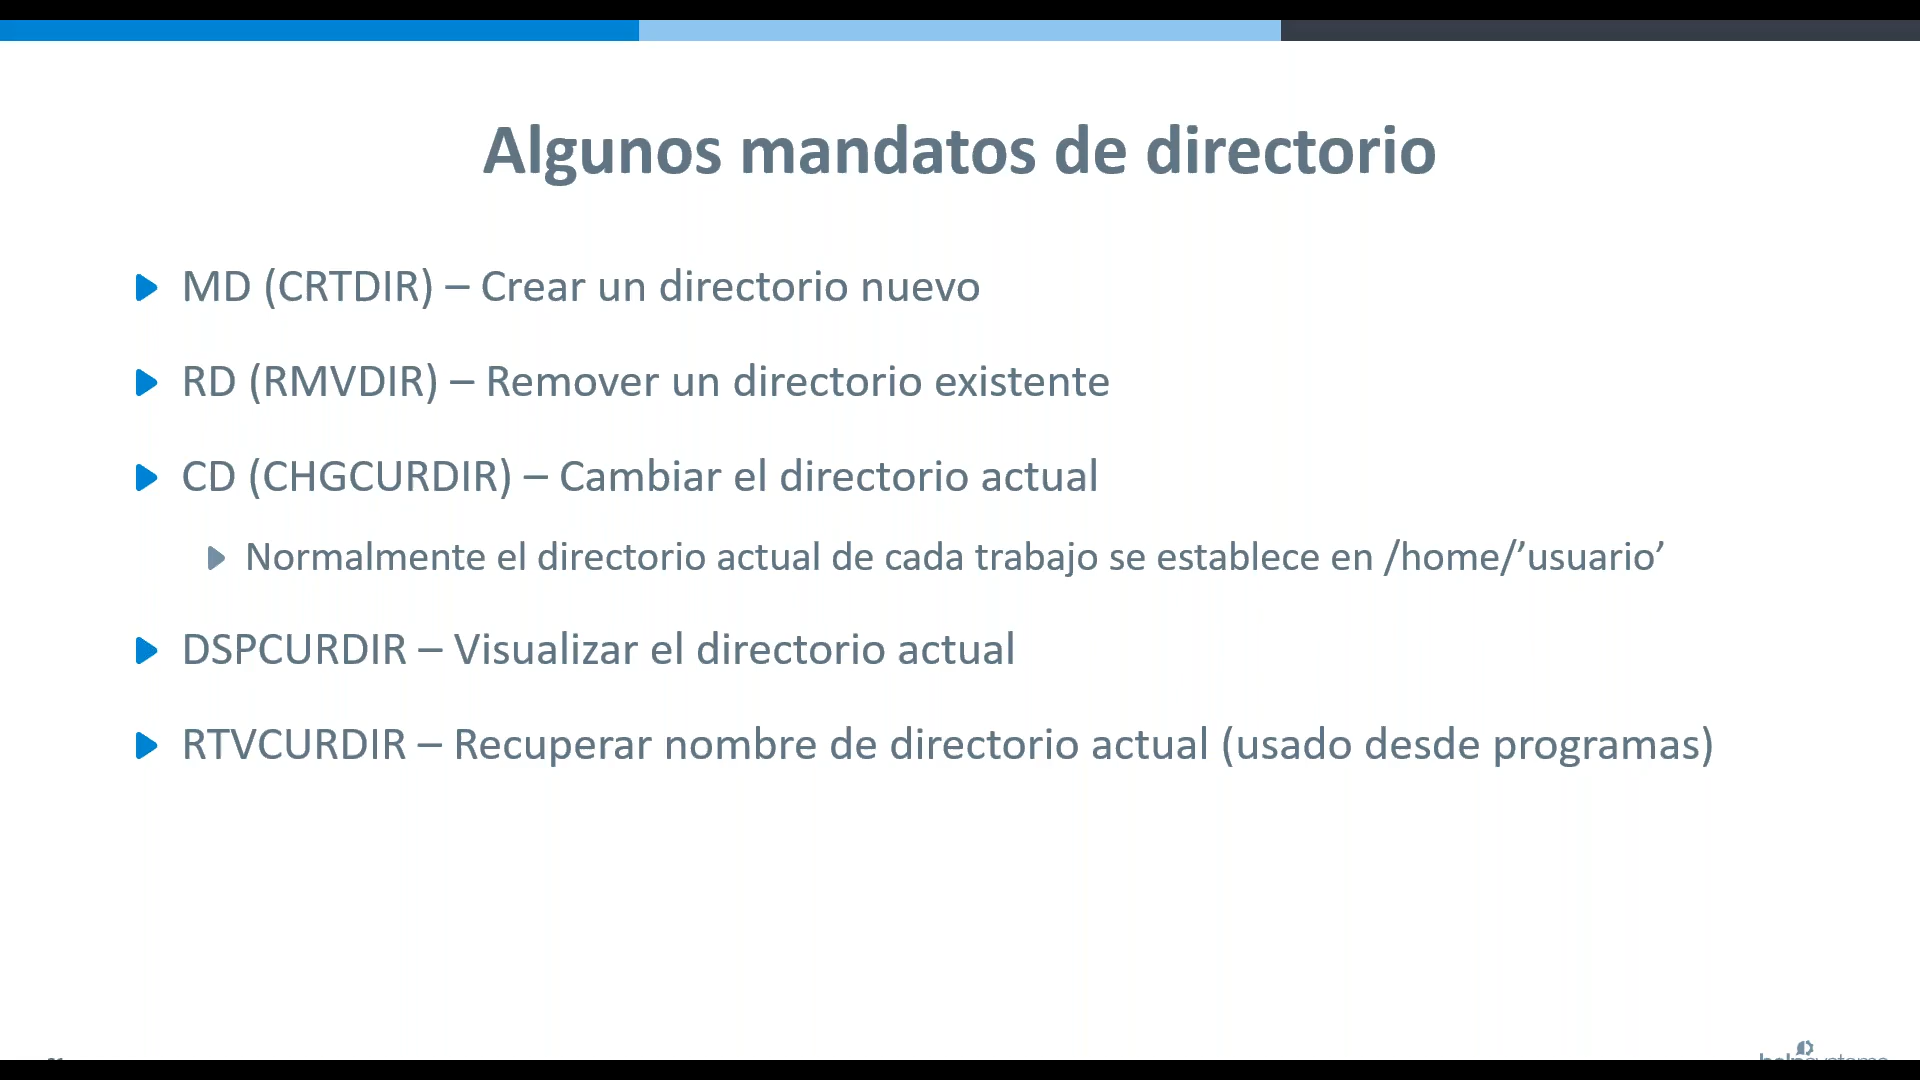 Algunos mandatos de directorio
MD (CRTDIR) – Crear un directorio nuevo
RD (RMVDIR) – Remover un directorio existente
CD (CHGCURDIR) – Cambiar el directorio actual
Normalmente el directorio actual de cada trabajo se establece en /home/’usuario’
DSPCURDIR – Visualizar el directorio actual
RTVCURDIR – Recuperar nombre de directorio actual (usado desde programas)